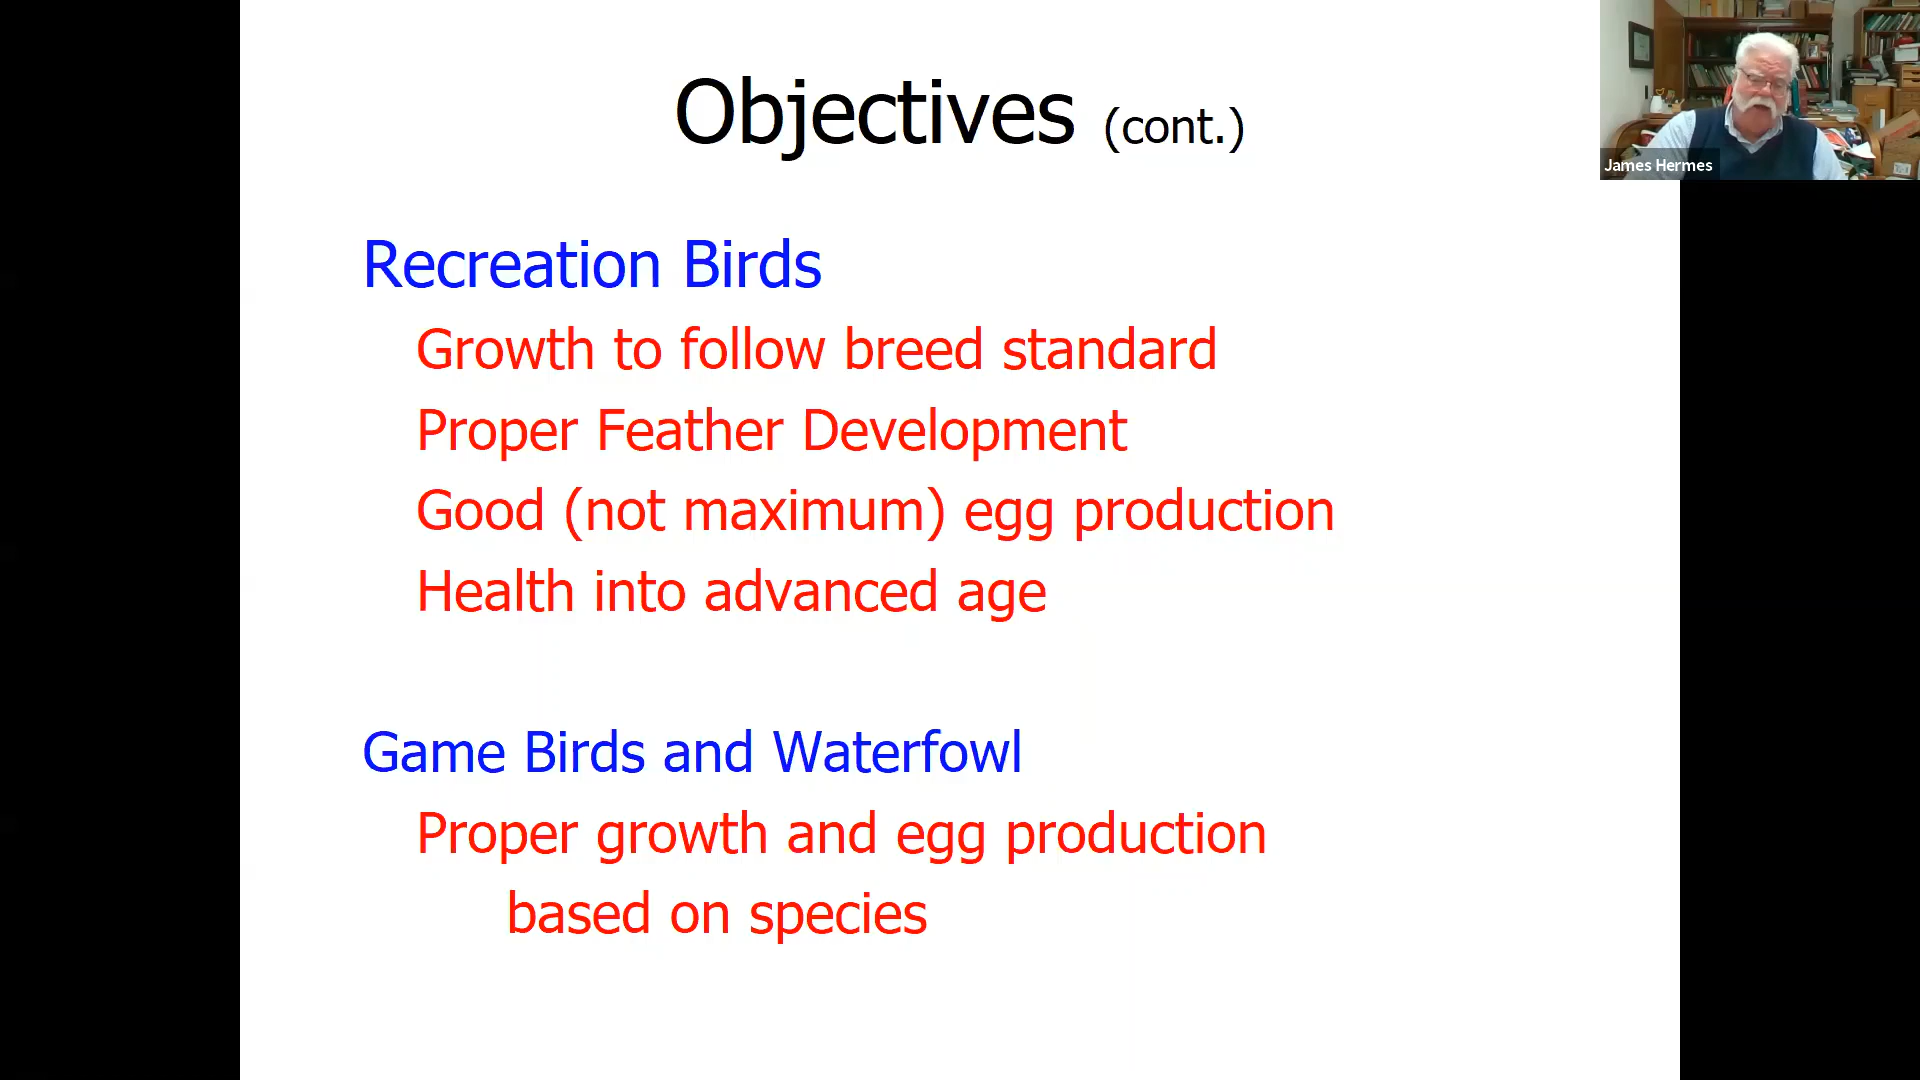 Objectives (cont.)
James Hermes
Recreation Birds
Growth to follow breed standard
Proper Feather Development
Good (not maximum) egg production
Health into advanced age
Game Birds and Waterfowl
Proper growth and egg production
based on species